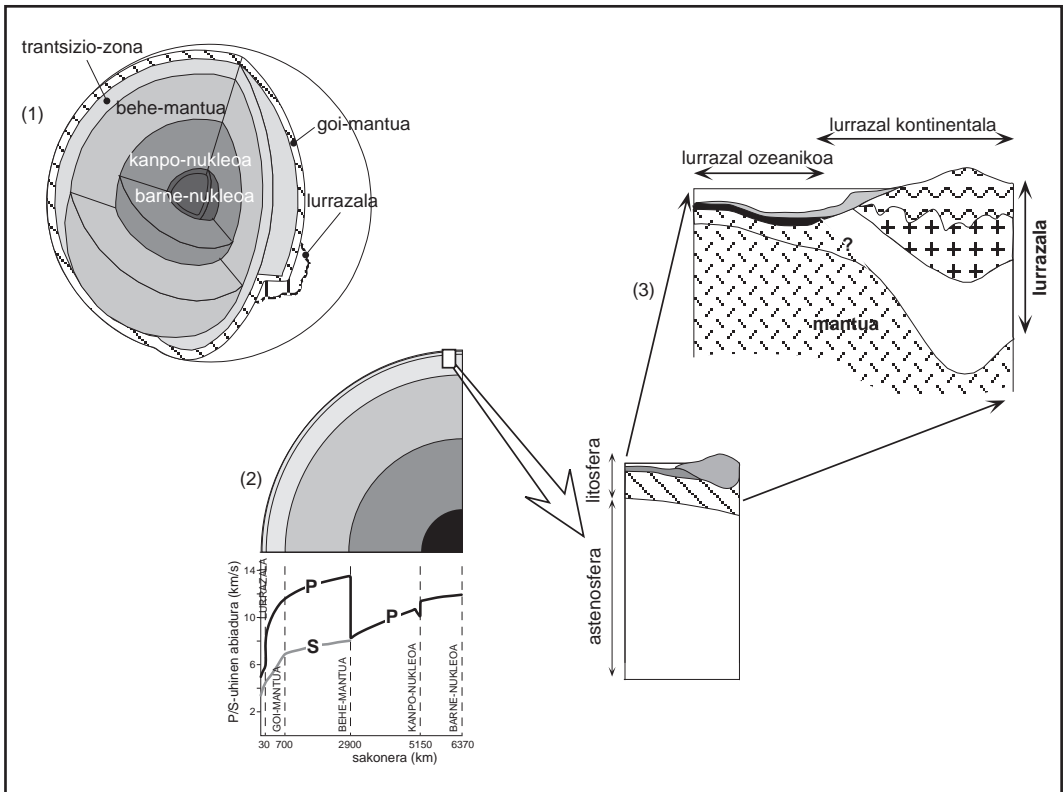 trantsizio-zona
(1)
behe-mantua
goi-mantua
kanpo-nukleoa
barne-nukleoa
lurrazala
lurrazal kontinentala
lurrazal ozeanikoa
?
(3)
lurrazala
mantua
(2)
litosfera
astenosfera
P/S-uhinen abiadura (km/s)
14
10
6
2
LURRAZALA
P
P
S
GOI-MANTUA
BEHE-MANTUA
KANPO-NUKLEOA
BARNE-NUKLEOA
30 700 2900 5150 6370
sakonera (km)